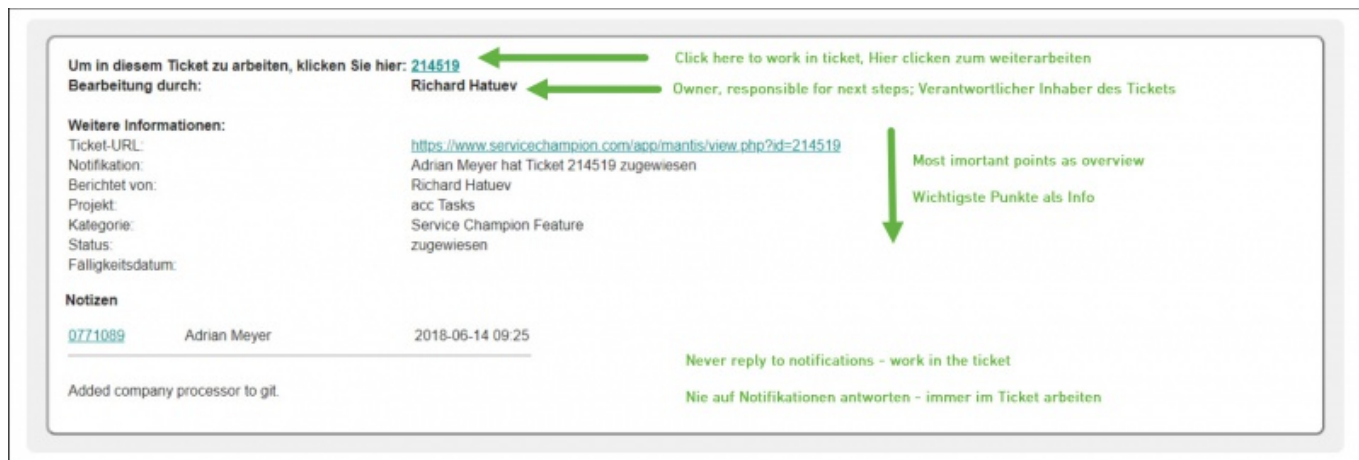 Um in diesem Ticket zu arbeiten, klicken Sie hier: 214519
Click here to work in ticket, Hier clicken zum weiterarbeiten
Bearbeitung durch: Richard Hatuev
Owner, responsible for next steps; Verantwortlicher Inhaber des Tickets
Weitere Informationen:
Ticket-URL: https://www.servicechampion.com/app/mantis/view.php?id=214519
Notifikation: Adrian Meyer hat Ticket 214519 zugewiesen
Berichtet von: Richard Hatuev
Projekt: acc Tasks
Kategorie: Service Champion Feature
Status: zugewiesen
Fälligkeitsdatum:
Most imortant points as overview
Wichtigste Punkte als Info
Notizen
0771089 Adrian Meyer 2018-06-14 09:25
Added company processor to git.
Never reply to notifications - work in the ticket
Nie auf Notifikationen antworten - immer im Ticket arbeiten